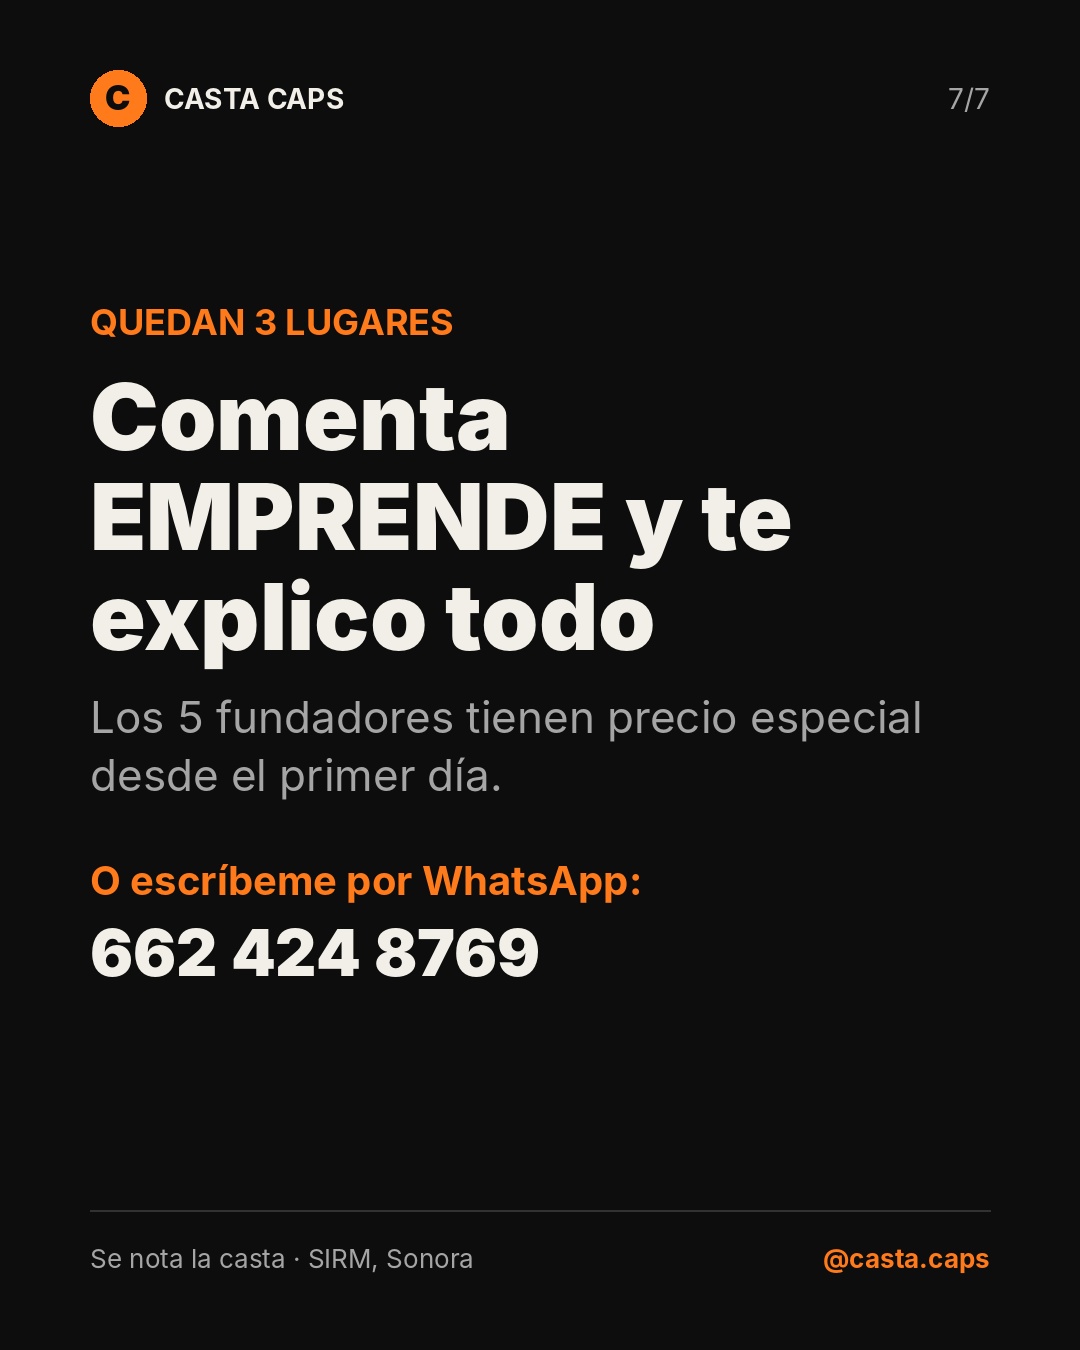 C CASTA CAPS
7/7
QUEDAN 3 LUGARES
Comenta
EMPRENDE y te
explico todo
Los 5 fundadores tienen precio especial
desde el primer día.
O escríbeme por WhatsApp:
662 424 8769
Se nota la casta · SIRM, Sonora
@casta.caps